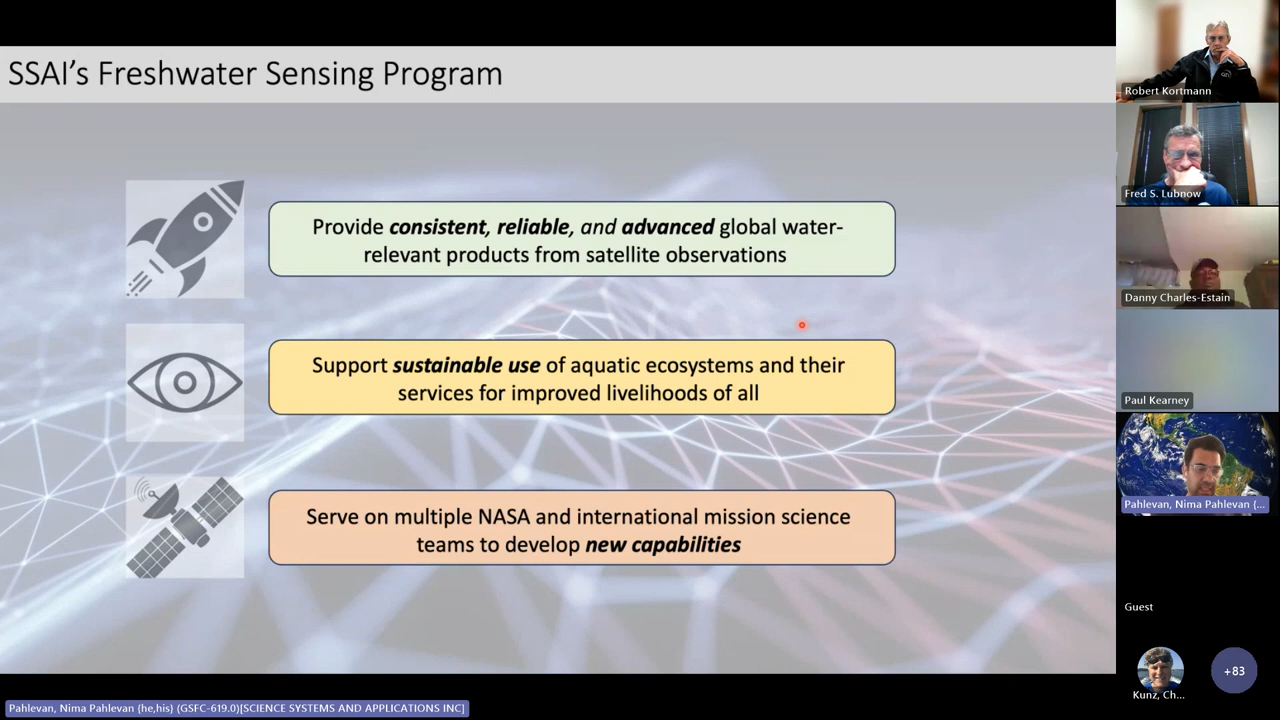 SSAI's Freshwater Sensing Program
Provide consistent, reliable, and advanced global water-
relevant products from satellite observations
Support sustainable use of aquatic ecosystems and their
services for improved livelihoods of all
Serve on multiple NASA and international mission science
teams to develop new capabilities
Robert Kortmann
Fred S. Lubnow
Danny Charles-Estain
Paul Kearney
Pahlevan, Nima Pahlevan {...
Guest
Kunz, Ch...
+83
Pahlevan, Nima Pahlevan {he,his} (GSFC-619.0)[SCIENCE SYSTEMS AND APPLICATIONS INC]